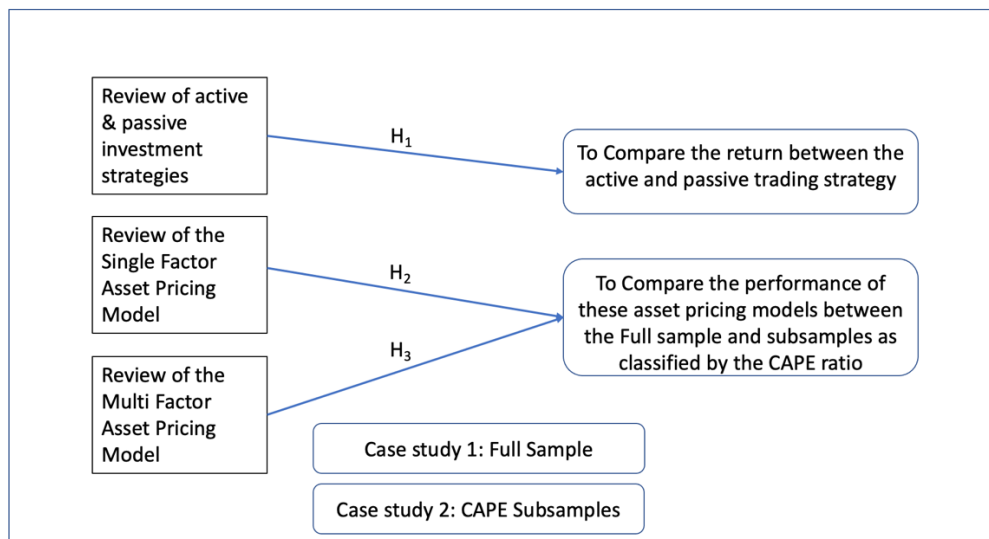 Review of active
& passive
investment
strategies
H₁
To Compare the return between the
active and passive trading strategy
Review of the
Single Factor
Asset Pricing
Model
H₂
To Compare the performance of
these asset pricing models between
the Full sample and subsamples as
classified by the CAPE ratio
H₃
Review of the
Multi Factor
Asset Pricing
Model
Case study 1: Full Sample
Case study 2: CAPE Subsamples